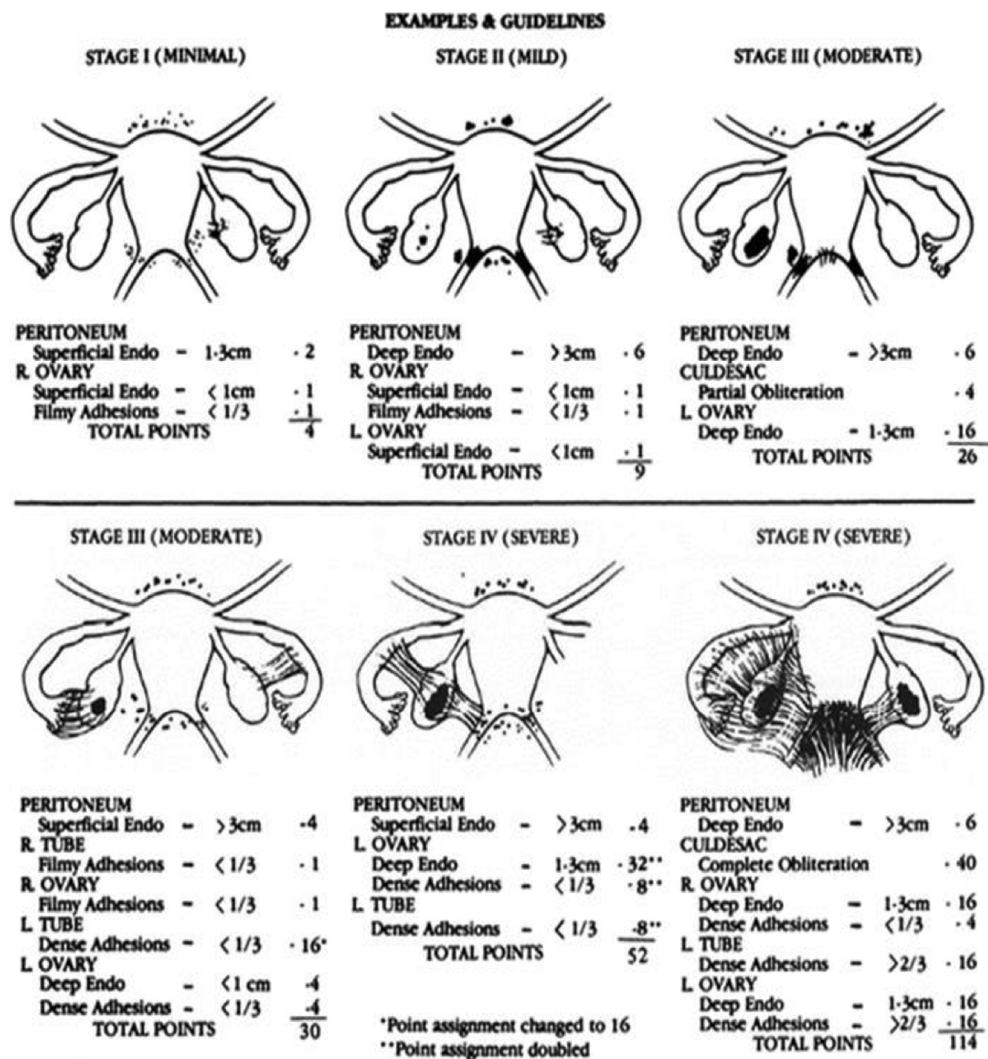 EXAMPLES & GUIDELINES
STAGE I (MINIMAL)
STAGE II (MILD)
STAGE III (MODERATE)
PERITONEUM
Superficial Endo – 1-3cm · 2
R. OVARY
Superficial Endo – < 1cm · 1
Filmy Adhesions – < 1/3 · 1
TOTAL POINTS 4
PERITONEUM
Deep Endo – > 3cm · 6
R. OVARY
Superficial Endo – < 1cm · 1
Filmy Adhesions – < 1/3 · 1
L. OVARY
Superficial Endo – < 1cm · 1
TOTAL POINTS 9
PERITONEUM
Deep Endo – > 3cm · 6
CULDESAC
Partial Obliteration · 4
L. OVARY
Deep Endo – 1-3cm · 16
TOTAL POINTS 26
STAGE III (MODERATE)
STAGE IV (SEVERE)
STAGE IV (SEVERE)
PERITONEUM
Superficial Endo – > 3cm ·4
R. TUBE
Filmy Adhesions – < 1/3 · 1
R. OVARY
Filmy Adhesions – < 1/3 · 1
L. TUBE
Dense Adhesions – < 1/3 · 16*
L. OVARY
Deep Endo – < 1 cm ·4
Dense Adhesions – < 1/3 ·4
TOTAL POINTS 30
PERITONEUM
Superficial Endo – > 3cm · 4
L. OVARY
Deep Endo – 1-3cm · 32**
Dense Adhesions – < 1/3 · 8**
L. TUBE
Dense Adhesions – < 1/3 ·8**
TOTAL POINTS 52
*Point assignment changed to 16
**Point assignment doubled
PERITONEUM
Deep Endo – > 3cm · 6
CULDESAC
Complete Obliteration · 40
R. OVARY
Deep Endo – 1-3cm · 16
Dense Adhesions – < 1/3 · 4
L. TUBE
Dense Adhesions – > 2/3 · 16
L. OVARY
Deep Endo – 1-3cm · 16
Dense Adhesions – > 2/3 · 16
TOTAL POINTS 114